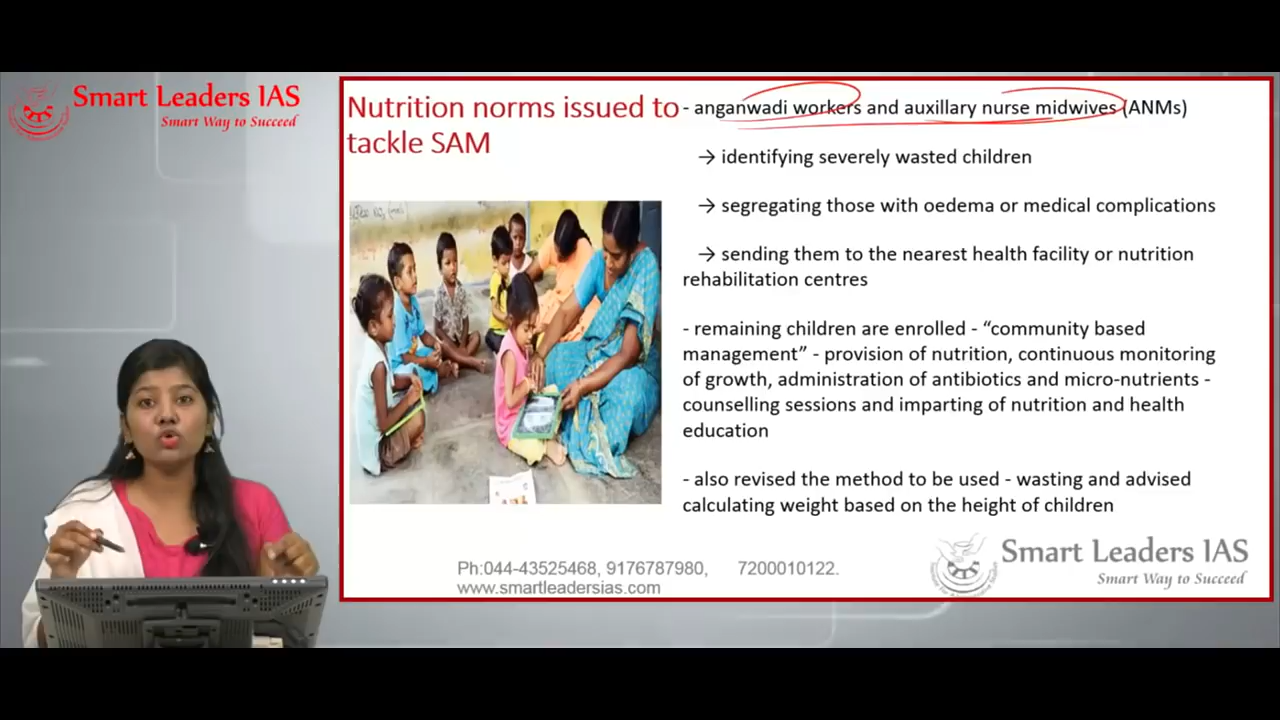 Smart Leaders IAS
Smart Way to Succeed
Nutrition norms issued to
tackle SAM
- anganwadi workers and auxillary nurse midwives (ANMs)
→ identifying severely wasted children
→ segregating those with oedema or medical complications
→ sending them to the nearest health facility or nutrition
rehabilitation centres
- remaining children are enrolled - “community based
management” - provision of nutrition, continuous monitoring
of growth, administration of antibiotics and micro-nutrients -
counselling sessions and imparting of nutrition and health
education
- also revised the method to be used - wasting and advised
calculating weight based on the height of children
Ph:044-43525468, 9176787980, 7200010122.
www.smartleadersias.com
Smart Leaders IAS
Smart Way to Succeed